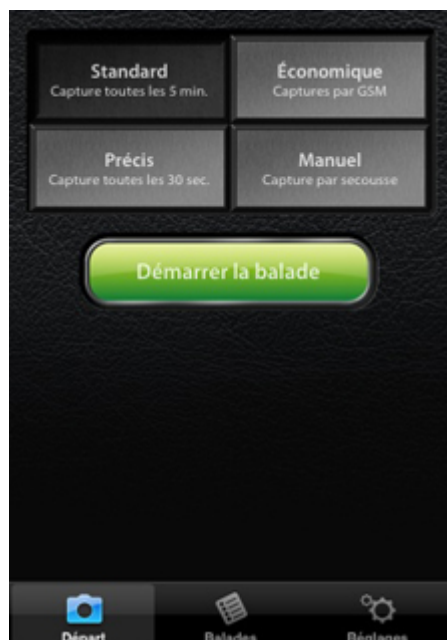 Standard
Capture toutes les 5 min.
Économique
Captures par GSM
Précis
Capture toutes les 30 sec.
Manuel
Capture par secousse
Démarrer la balade
Départ
Balades
Réglages